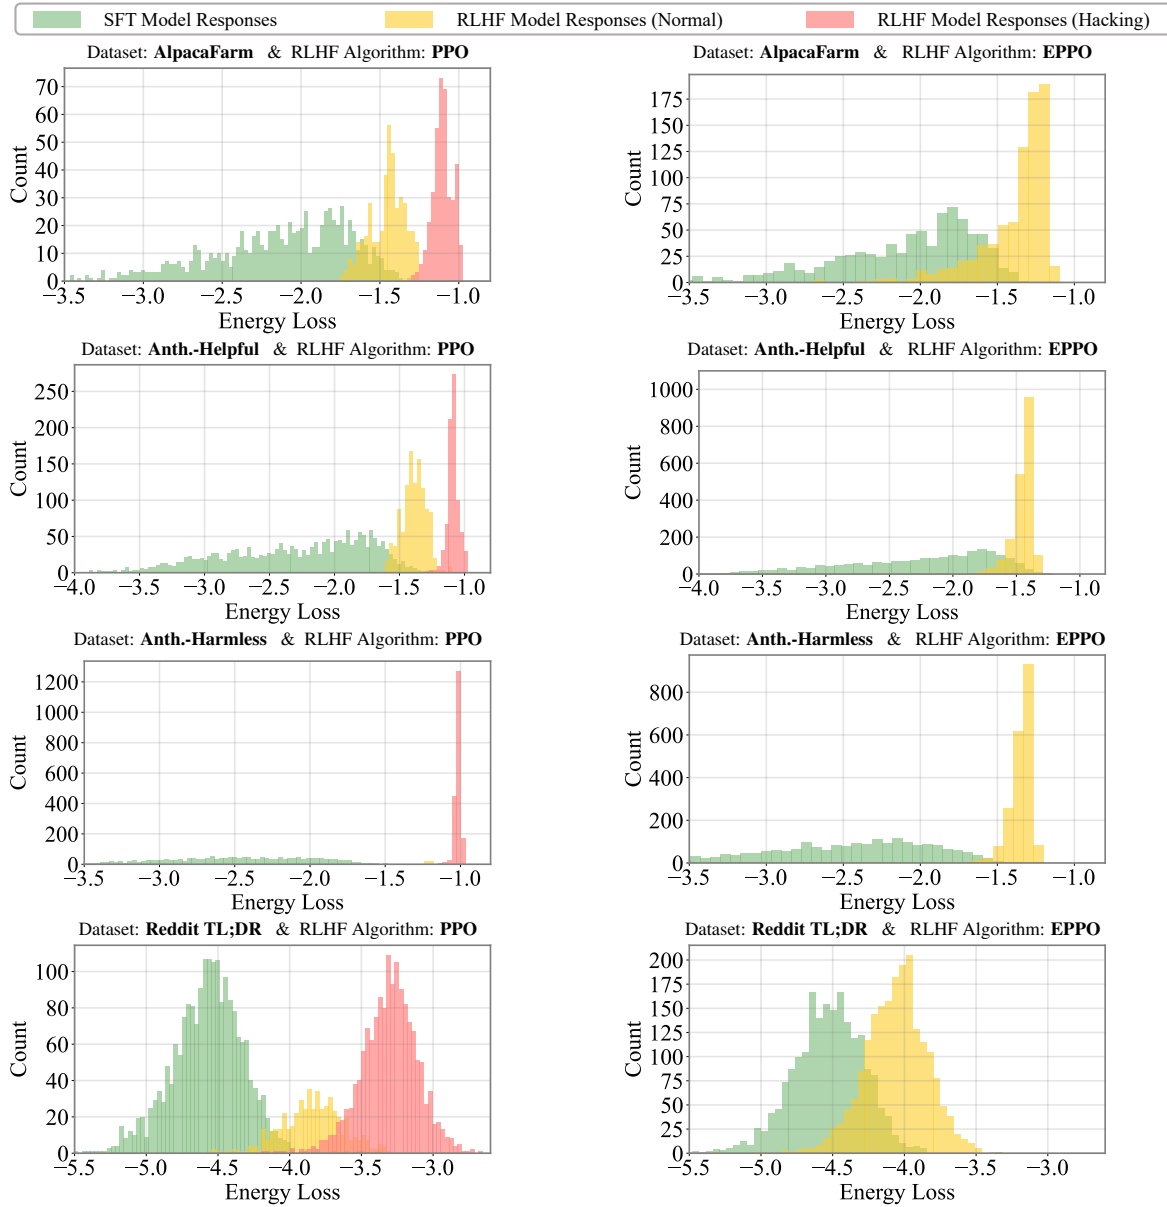 SFT Model Responses RLHF Model Responses (Normal) RLHF Model Responses (Hacking)
Dataset: AlpacaFarm & RLHF Algorithm: PPO
70
60
50
40
30
20
10
0
Count
−3.5 −3.0 −2.5 −2.0 −1.5 −1.0
Energy Loss
Dataset: AlpacaFarm & RLHF Algorithm: EPPO
175
150
125
100
75
50
25
0
Count
−3.5 −3.0 −2.5 −2.0 −1.5 −1.0
Energy Loss
Dataset: Anth.-Helpful & RLHF Algorithm: PPO
250
200
150
100
50
0
Count
−4.0 −3.5 −3.0 −2.5 −2.0 −1.5 −1.0
Energy Loss
Dataset: Anth.-Helpful & RLHF Algorithm: EPPO
1000
800
600
400
200
0
Count
−4.0 −3.5 −3.0 −2.5 −2.0 −1.5 −1.0
Energy Loss
Dataset: Anth.-Harmless & RLHF Algorithm: PPO
1200
1000
800
600
400
200
0
Count
−3.5 −3.0 −2.5 −2.0 −1.5 −1.0
Energy Loss
Dataset: Anth.-Harmless & RLHF Algorithm: EPPO
800
600
400
200
0
Count
−3.5 −3.0 −2.5 −2.0 −1.5 −1.0
Energy Loss
Dataset: Reddit TL;DR & RLHF Algorithm: PPO
100
80
60
40
20
0
Count
−5.5 −5.0 −4.5 −4.0 −3.5 −3.0
Energy Loss
Dataset: Reddit TL;DR & RLHF Algorithm: EPPO
200
175
150
125
100
75
50
25
0
Count
−5.5 −5.0 −4.5 −4.0 −3.5 −3.0
Energy Loss